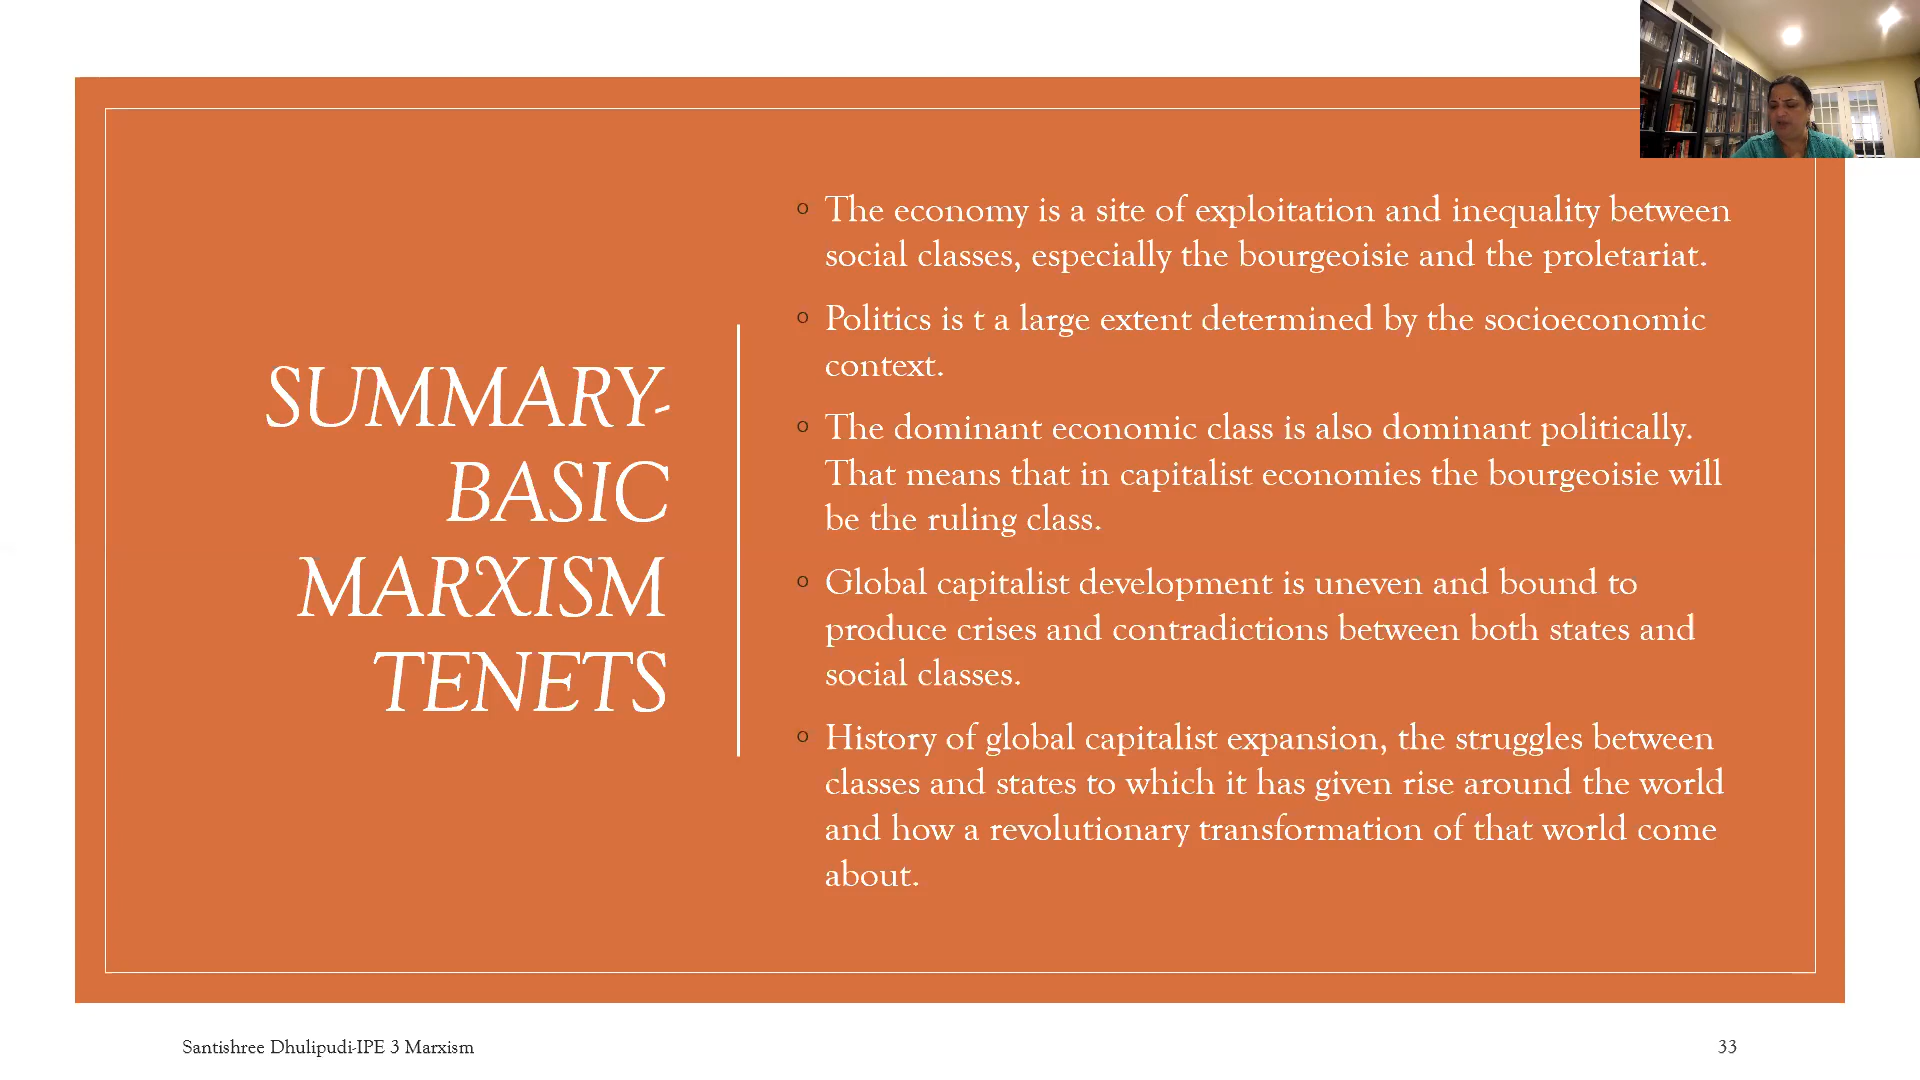 SUMMARY-
BASIC
MARXISM
TENETS
o The economy is a site of exploitation and inequality between
social classes, especially the bourgeoisie and the proletariat.
o Politics is t a large extent determined by the socioeconomic
context.
o The dominant economic class is also dominant politically.
That means that in capitalist economies the bourgeoisie will
be the ruling class.
o Global capitalist development is uneven and bound to
produce crises and contradictions between both states and
social classes.
o History of global capitalist expansion, the struggles between
classes and states to which it has given rise around the world
and how a revolutionary transformation of that world come
about.
Santishree Dhulipudi-IPE 3 Marxism
33